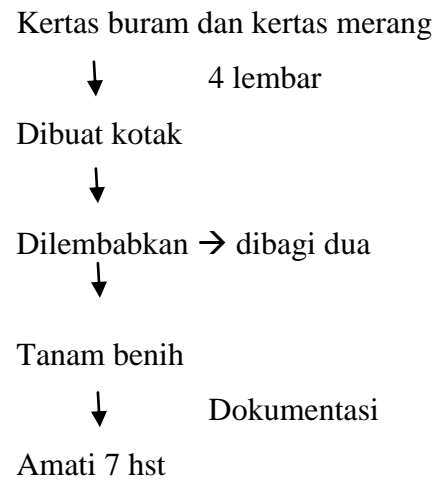 Kertas buram dan kertas merang
4 lembar
Dibuat kotak
Dilembabkan → dibagi dua
Tanam benih
Dokumentasi
Amati 7 hst